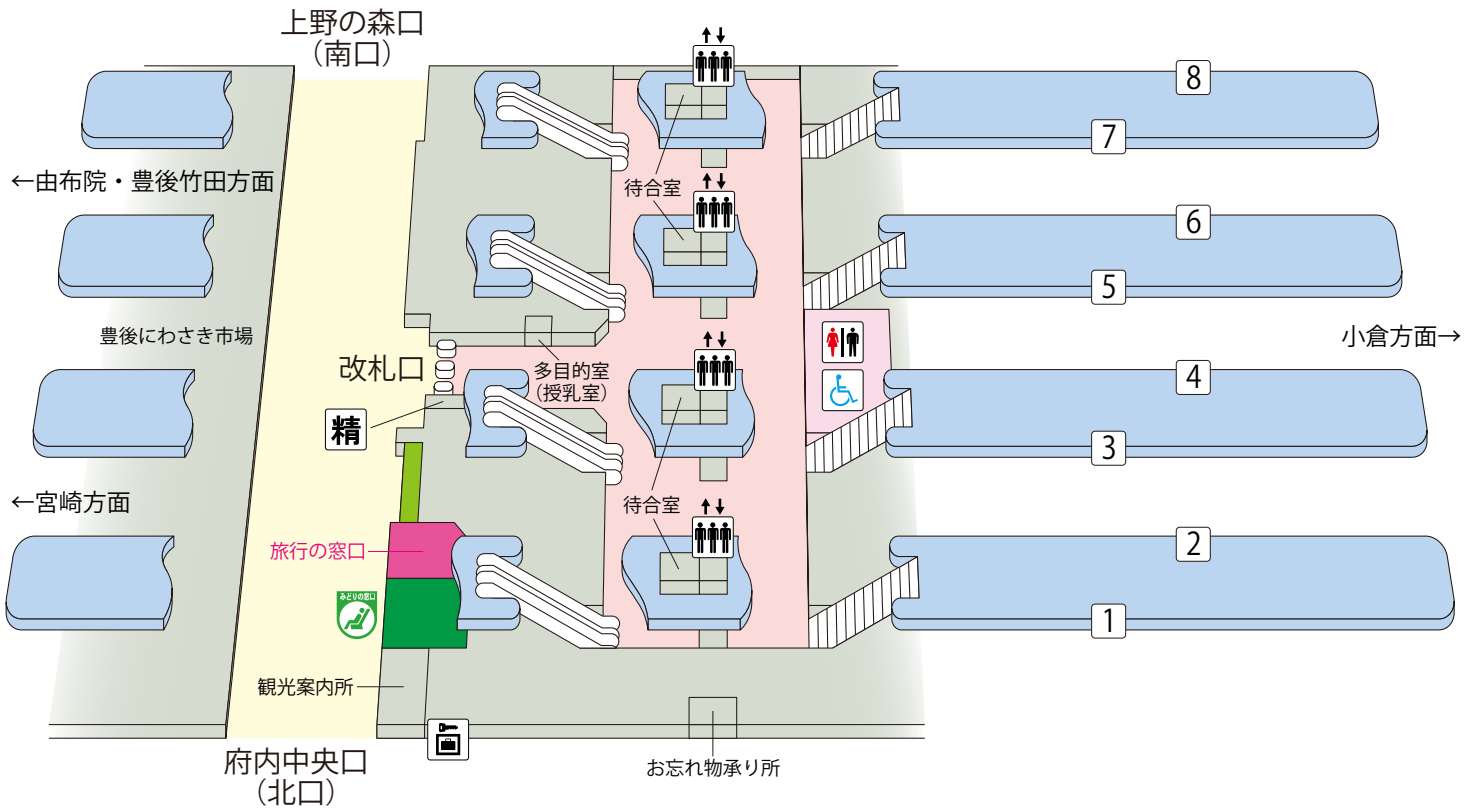 上野の森口
(南口)
8
7
←由布院・豊後竹田方面
待合室
6
5
豊後にわさき市場
小倉方面→
改札口
多目的室
(授乳室)
4
精
3
←宮崎方面
待合室
旅行の窓口
2
みどりの窓口
1
観光案内所
府内中央口
(北口)
お忘れ物承り所